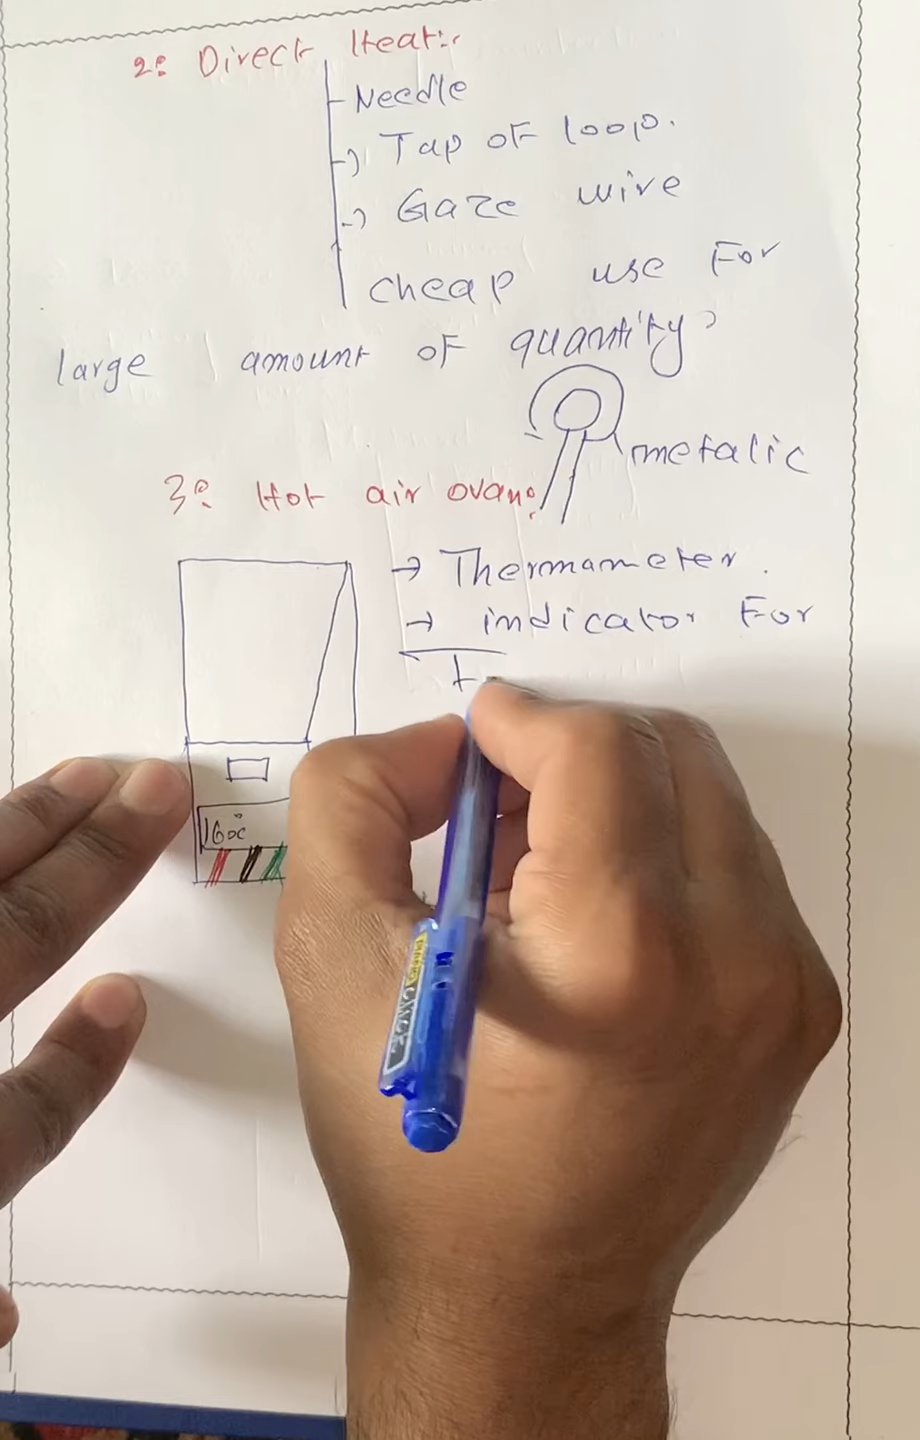 2: Direct Heat:
Needle
Tap of loop.
Gaze wire
cheap use For
large amount of quantity
metalic
3: Hot air ovan:
Thermameter.
indicator For
t
160c